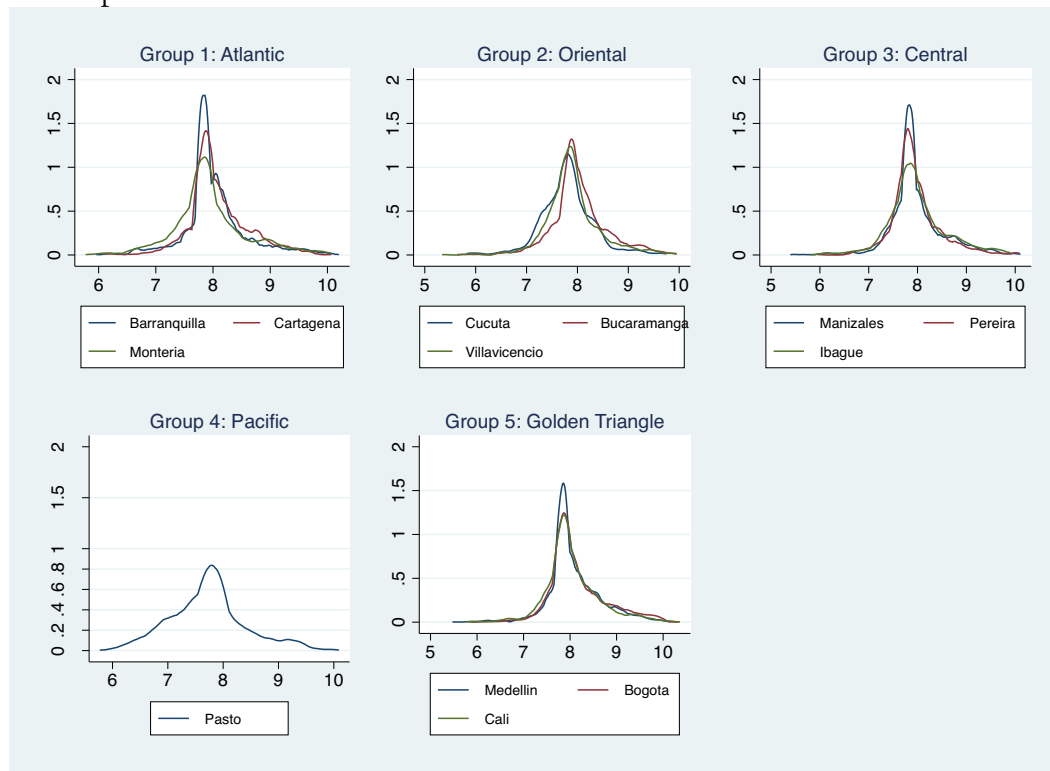 Group 1: Atlantic
2
1.5
1
.5
0
6 7 8 9 10
Barranquilla Cartagena
Monteria
Group 2: Oriental
2
1.5
1
.5
0
5 6 7 8 9 10
Cucuta Bucaramanga
Villavicencio
Group 3: Central
2
1.5
1
.5
0
5 6 7 8 9 10
Manizales Pereira
Ibague
Group 4: Pacific
2
1.5
1
.8
.6
.4
.2
0
6 7 8 9 10
Pasto
Group 5: Golden Triangle
2
1.5
1
.5
0
5 6 7 8 9 10
Medellin Bogota
Cali